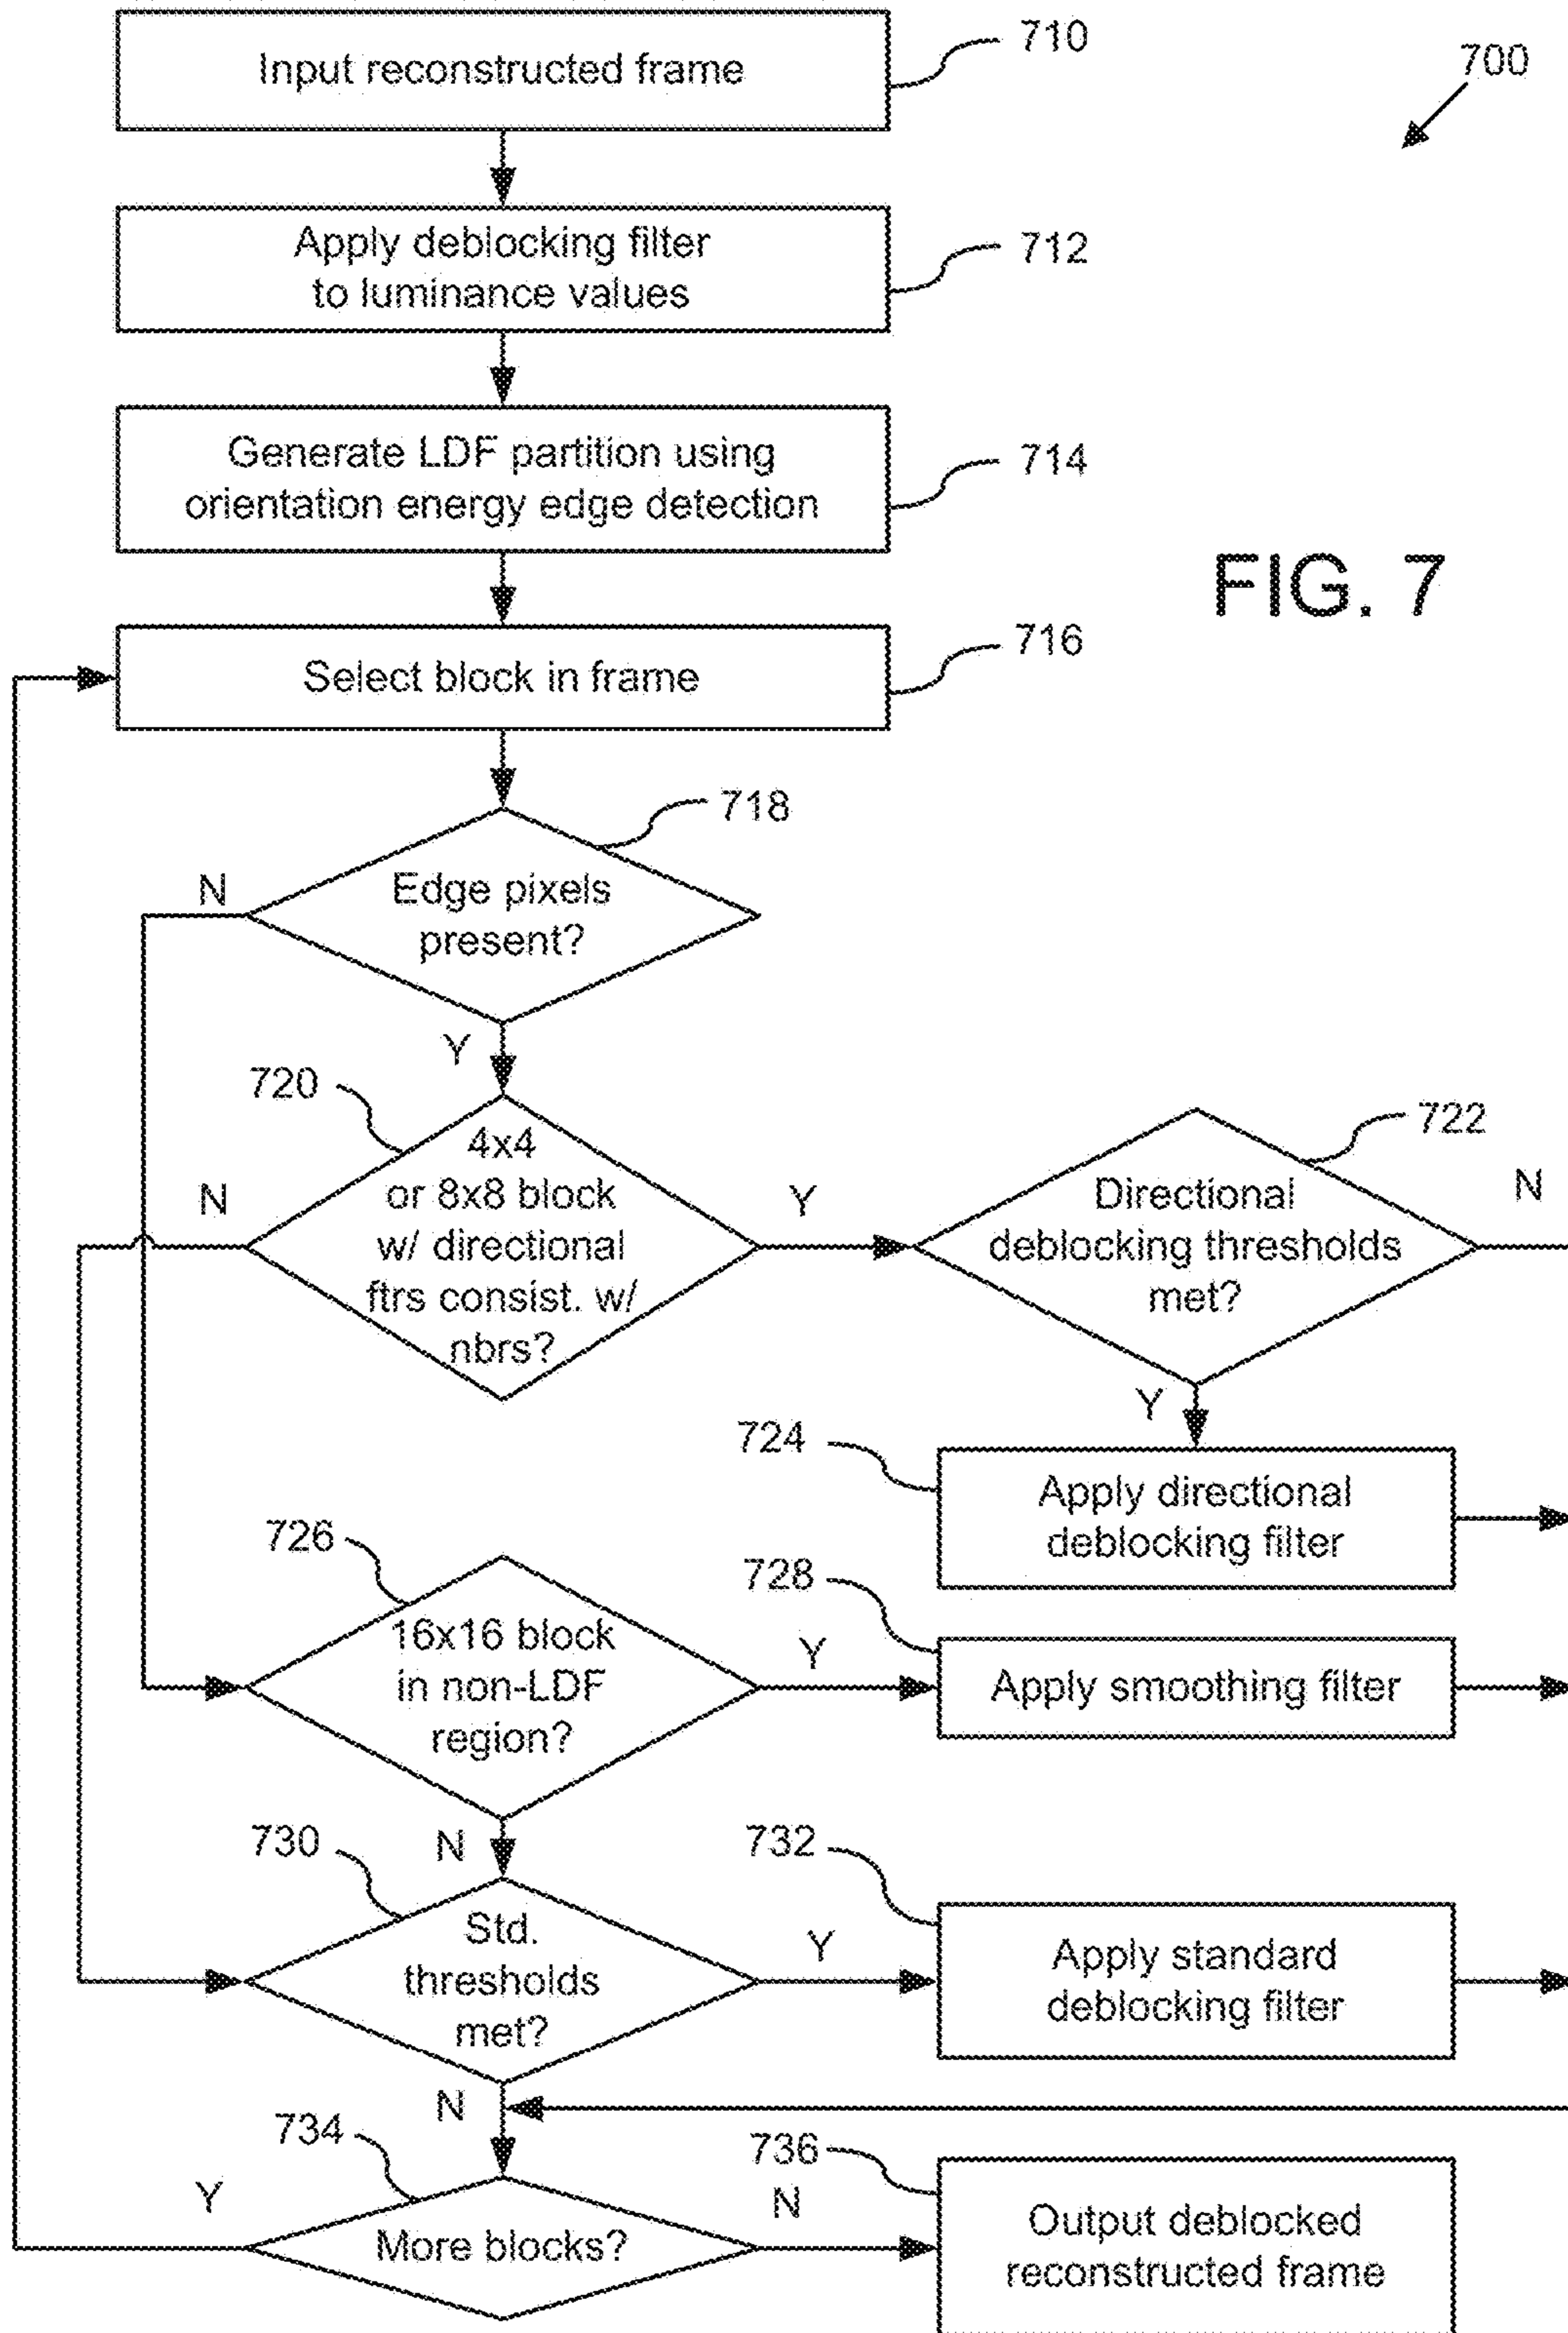 Input reconstructed frame
710
700
Apply deblocking filter
to luminance values
712
Generate LDF partition using
orientation energy edge detection
714
FIG. 7
Select block in frame
716
718
N
Edge pixels
present?
Y
720
4x4
or 8x8 block
w/ directional
ftrs consist. w/
nbrs?
N
Y
722
Directional
deblocking thresholds
met?
N
Y
724
Apply directional
deblocking filter
726
16x16 block
in non-LDF
region?
Y
728
Apply smoothing filter
N
730
Std.
thresholds
met?
Y
732
Apply standard
deblocking filter
N
734
Y
More blocks?
N
736
Output deblocked
reconstructed frame